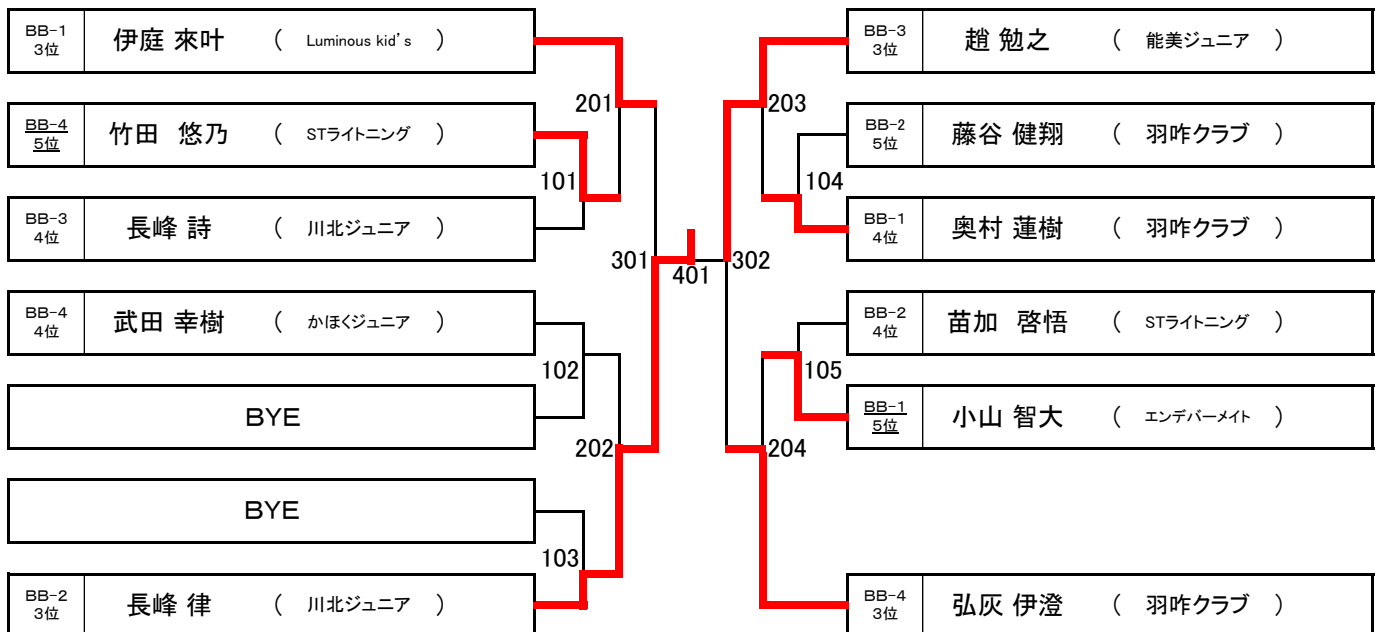 BB-1 3位 伊庭 來叶 ( Luminous kid's )
201
BB-4 5位 竹田 悠乃 ( STライトニング )
101
BB-3 4位 長峰 詩 ( 川北ジュニア )
301
BB-4 4位 武田 幸樹 ( かほくジュニア )
102
BYE
202
BYE
103
BB-2 3位 長峰 律 ( 川北ジュニア )
401
BB-3 3位 趙 勉之 ( 能美ジュニア )
203
BB-2 5位 藤谷 健翔 ( 羽咋クラブ )
104
BB-1 4位 奥村 蓮樹 ( 羽咋クラブ )
302
BB-2 4位 苗加 啓悟 ( STライトニング )
105
BB-1 5位 小山 智大 ( エンデバーメイト )
204
BB-4 3位 弘灰 伊澄 ( 羽咋クラブ )